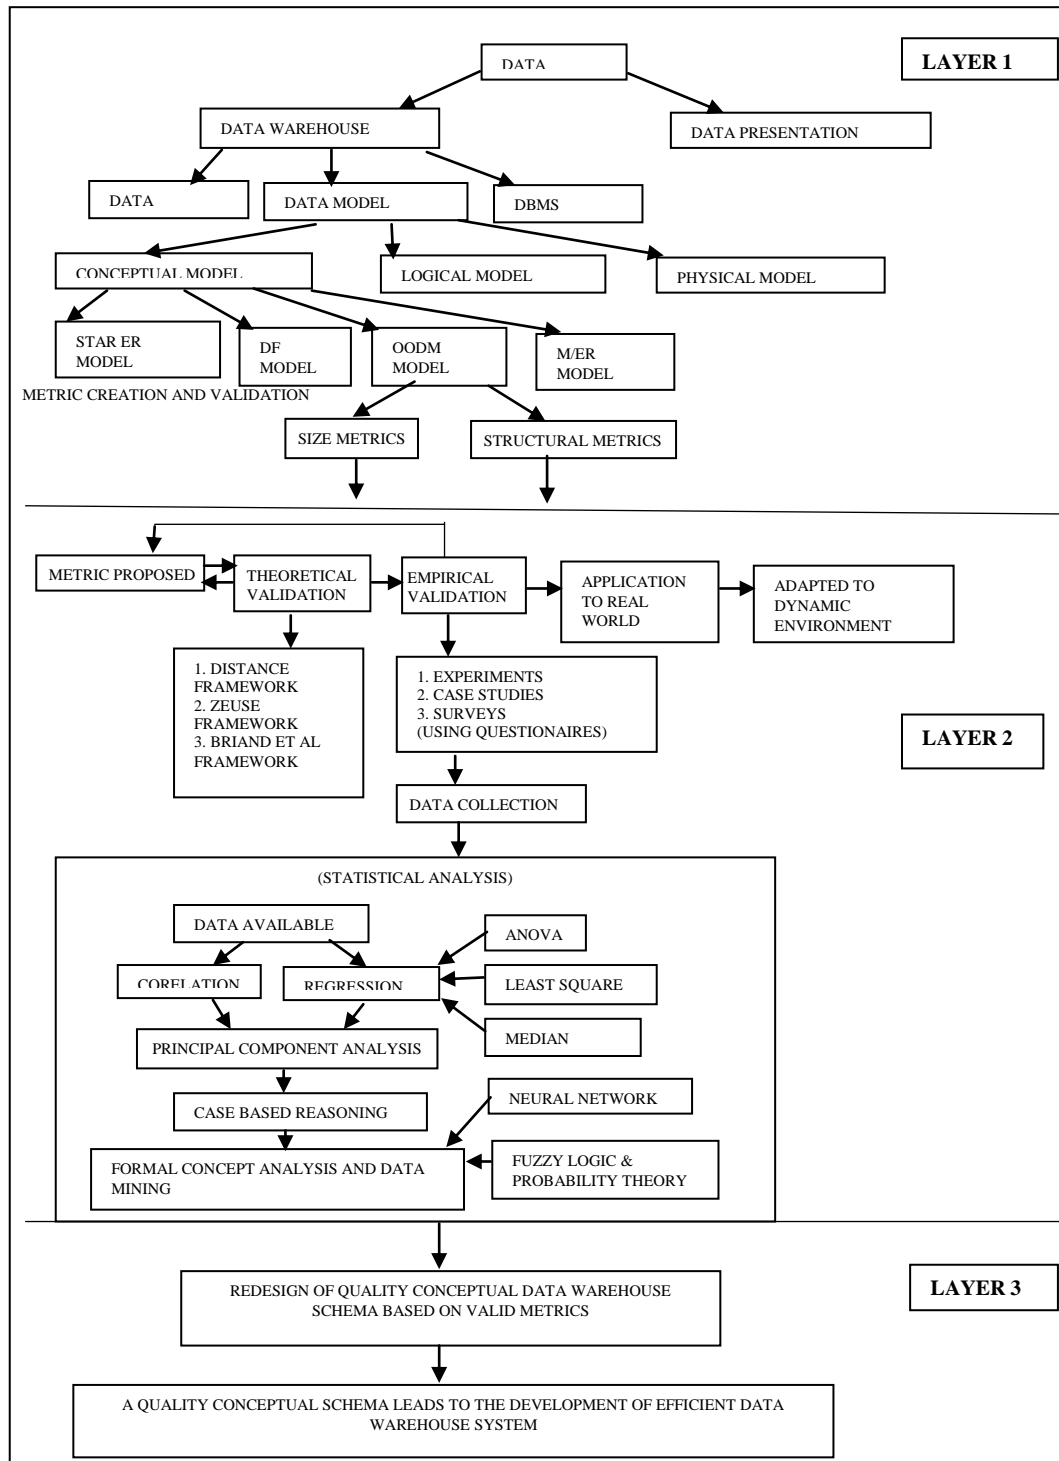 LAYER 1
DATA
DATA WAREHOUSE
DATA PRESENTATION
DATA
DATA MODEL
DBMS
CONCEPTUAL MODEL
LOGICAL MODEL
PHYSICAL MODEL
STAR ER
MODEL
DF
MODEL
OODM
MODEL
M/ER
MODEL
METRIC CREATION AND VALIDATION
SIZE METRICS
STRUCTURAL METRICS
METRIC PROPOSED
THEORETICAL
VALIDATION
EMPIRICAL
VALIDATION
APPLICATION
TO REAL
WORLD
ADAPTED TO
DYNAMIC
ENVIRONMENT
1. DISTANCE
FRAMEWORK
2. ZEUSE
FRAMEWORK
3. BRIAND ET AL
FRAMEWORK
1. EXPERIMENTS
2. CASE STUDIES
3. SURVEYS
(USING QUESTIONAIRES)
LAYER 2
DATA COLLECTION
(STATISTICAL ANALYSIS)
DATA AVAILABLE
ANOVA
CORELATION
REGRESSION
LEAST SQUARE
MEDIAN
PRINCIPAL COMPONENT ANALYSIS
NEURAL NETWORK
CASE BASED REASONING
FORMAL CONCEPT ANALYSIS AND DATA
MINING
FUZZY LOGIC &
PROBABILITY THEORY
LAYER 3
REDESIGN OF QUALITY CONCEPTUAL DATA WAREHOUSE
SCHEMA BASED ON VALID METRICS
A QUALITY CONCEPTUAL SCHEMA LEADS TO THE DEVELOPMENT OF EFFICIENT DATA
WAREHOUSE SYSTEM